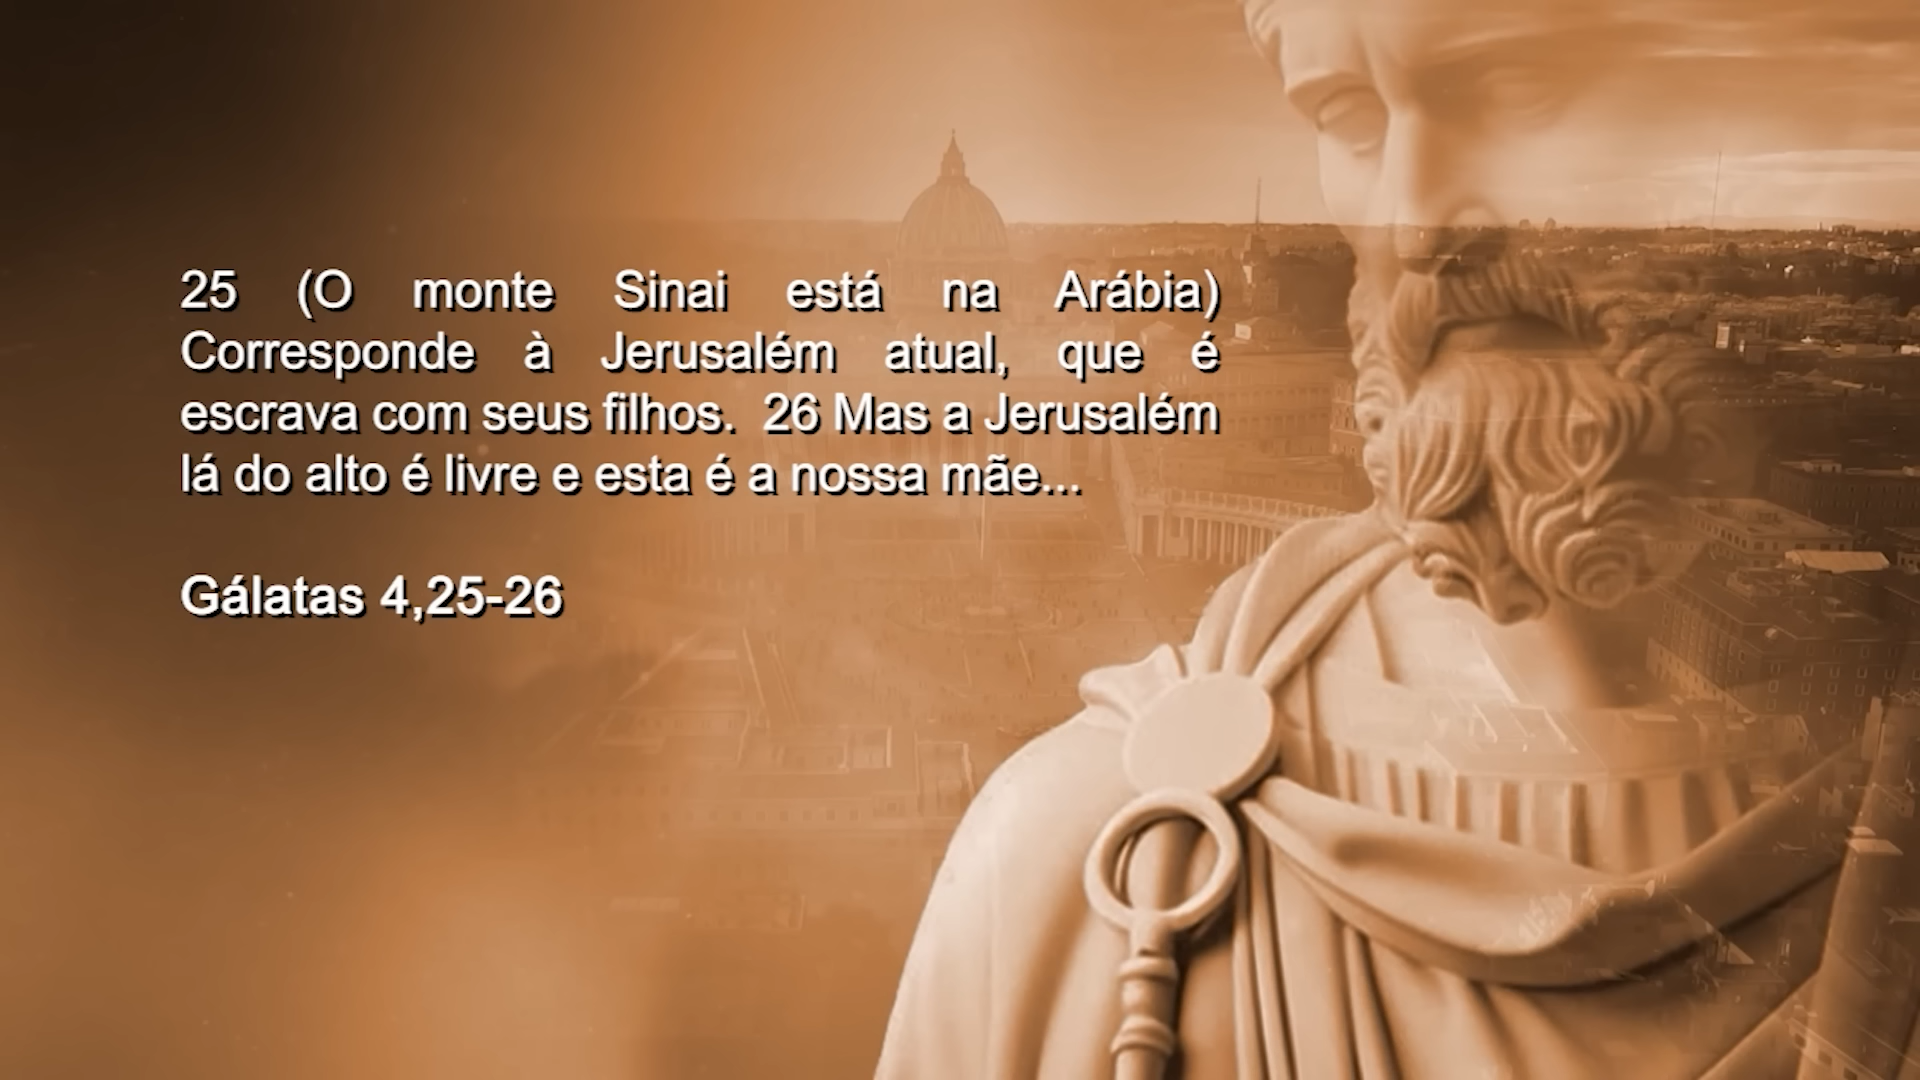 25 (O monte Sinai está na Arábia)
Corresponde à Jerusalém atual, que é
escrava com seus filhos.  26 Mas a Jerusalém
lá do alto é livre e esta é a nossa mãe...
Gálatas 4,25-26